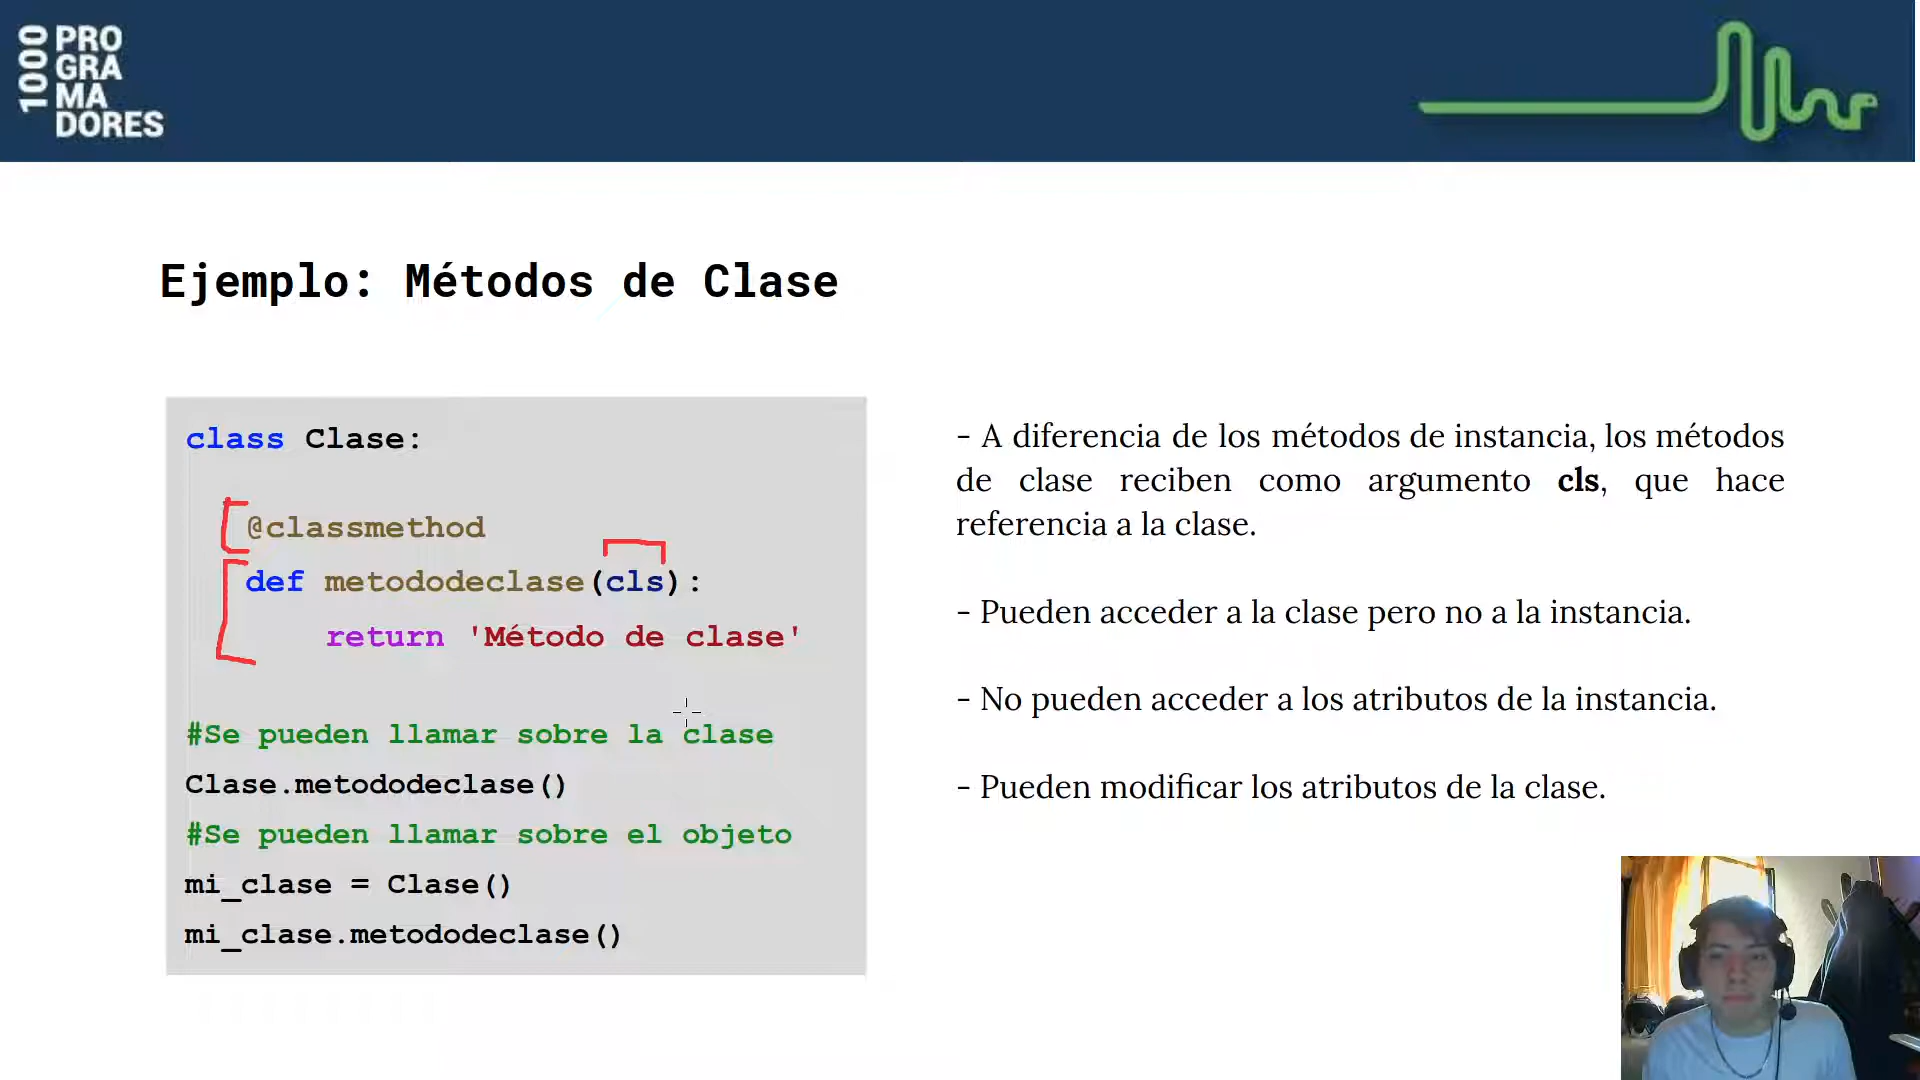 1000
PRO
GRA
MA
DORES
Ejemplo: Métodos de Clase
class Clase:
@classmethod
def metododeclase(cls):
return 'Método de clase'
#Se pueden llamar sobre la clase
Clase.metododeclase()
#Se pueden llamar sobre el objeto
mi_clase = Clase()
mi_clase.metododeclase()
- A diferencia de los métodos de instancia, los métodos
de clase reciben como argumento cls, que hace
referencia a la clase.
- Pueden acceder a la clase pero no a la instancia.
- No pueden acceder a los atributos de la instancia.
- Pueden modificar los atributos de la clase.